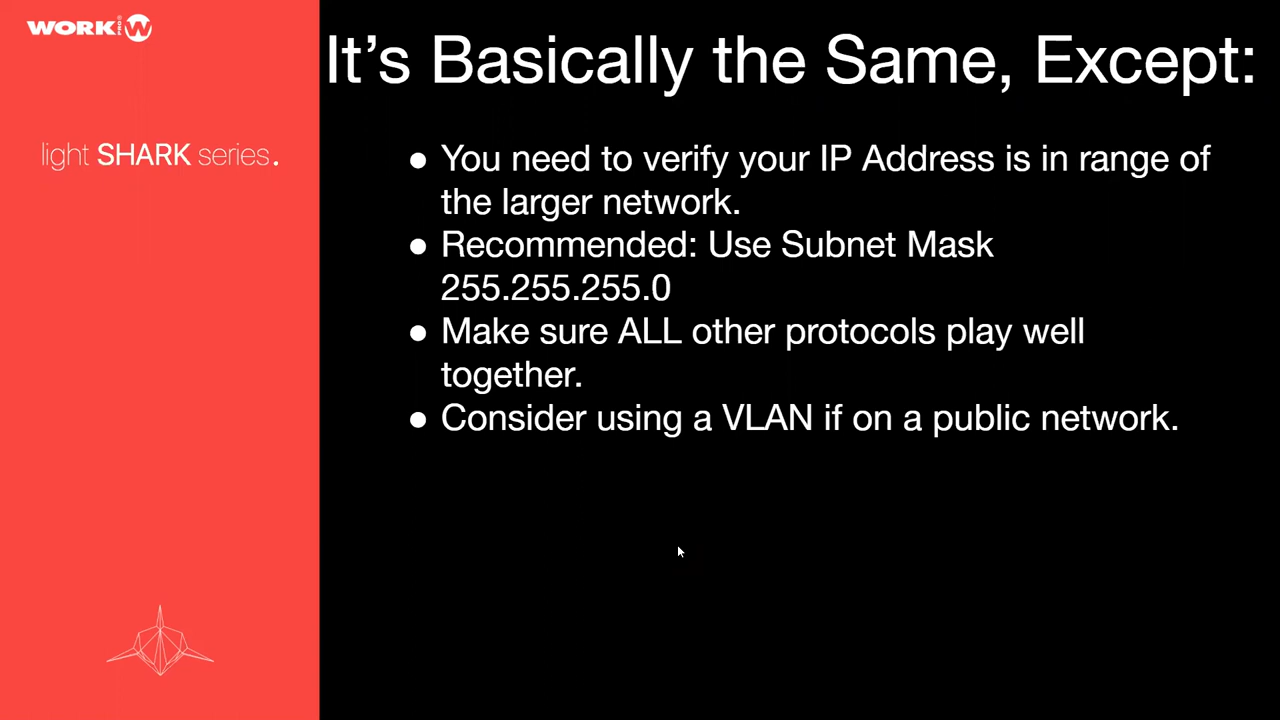 WORK PRO W
It’s Basically the Same, Except:
light SHARK series.
● You need to verify your IP Address is in range of
the larger network.
● Recommended: Use Subnet Mask
255.255.255.0
● Make sure ALL other protocols play well
together.
● Consider using a VLAN if on a public network.